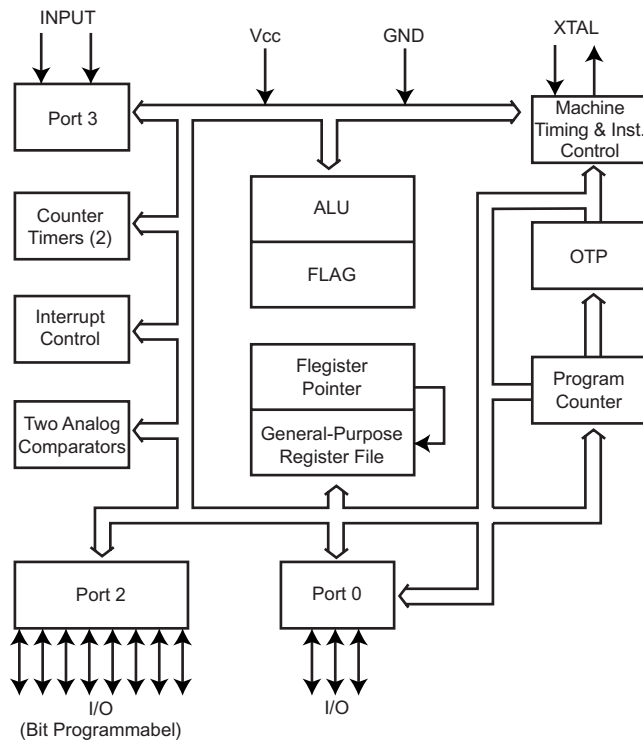 INPUT
Vcc
GND
XTAL
Port 3
Machine
Timing & Inst.
Control
Counter
Timers (2)
ALU
FLAG
OTP
Interrupt
Control
Flegister
Pointer
General-Purpose
Register File
Program
Counter
Two Analog
Comparators
Port 2
Port 0
I/O
(Bit Programmabel)
I/O